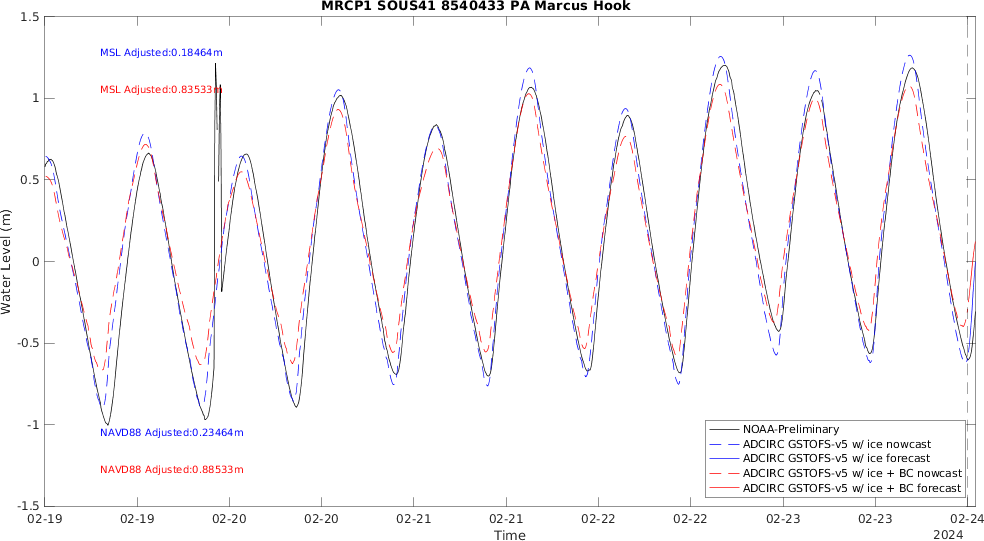 MRCP1 SOUS41 8540433 PA Marcus Hook
1.5
1
0.5
0
-0.5
-1
-1.5
Water Level (m)
MSL Adjusted:0.18464m
MSL Adjusted:0.83533m
NAVD88 Adjusted:0.23464m
NAVD88 Adjusted:0.88533m
NOAA-Preliminary
ADCIRC GSTOFS-v5 w/ ice nowcast
ADCIRC GSTOFS-v5 w/ ice forecast
ADCIRC GSTOFS-v5 w/ ice + BC nowcast
ADCIRC GSTOFS-v5 w/ ice + BC forecast
02-19 02-19 02-20 02-20 02-21 02-21 02-22 02-22 02-23 02-23 02-24
Time
2024